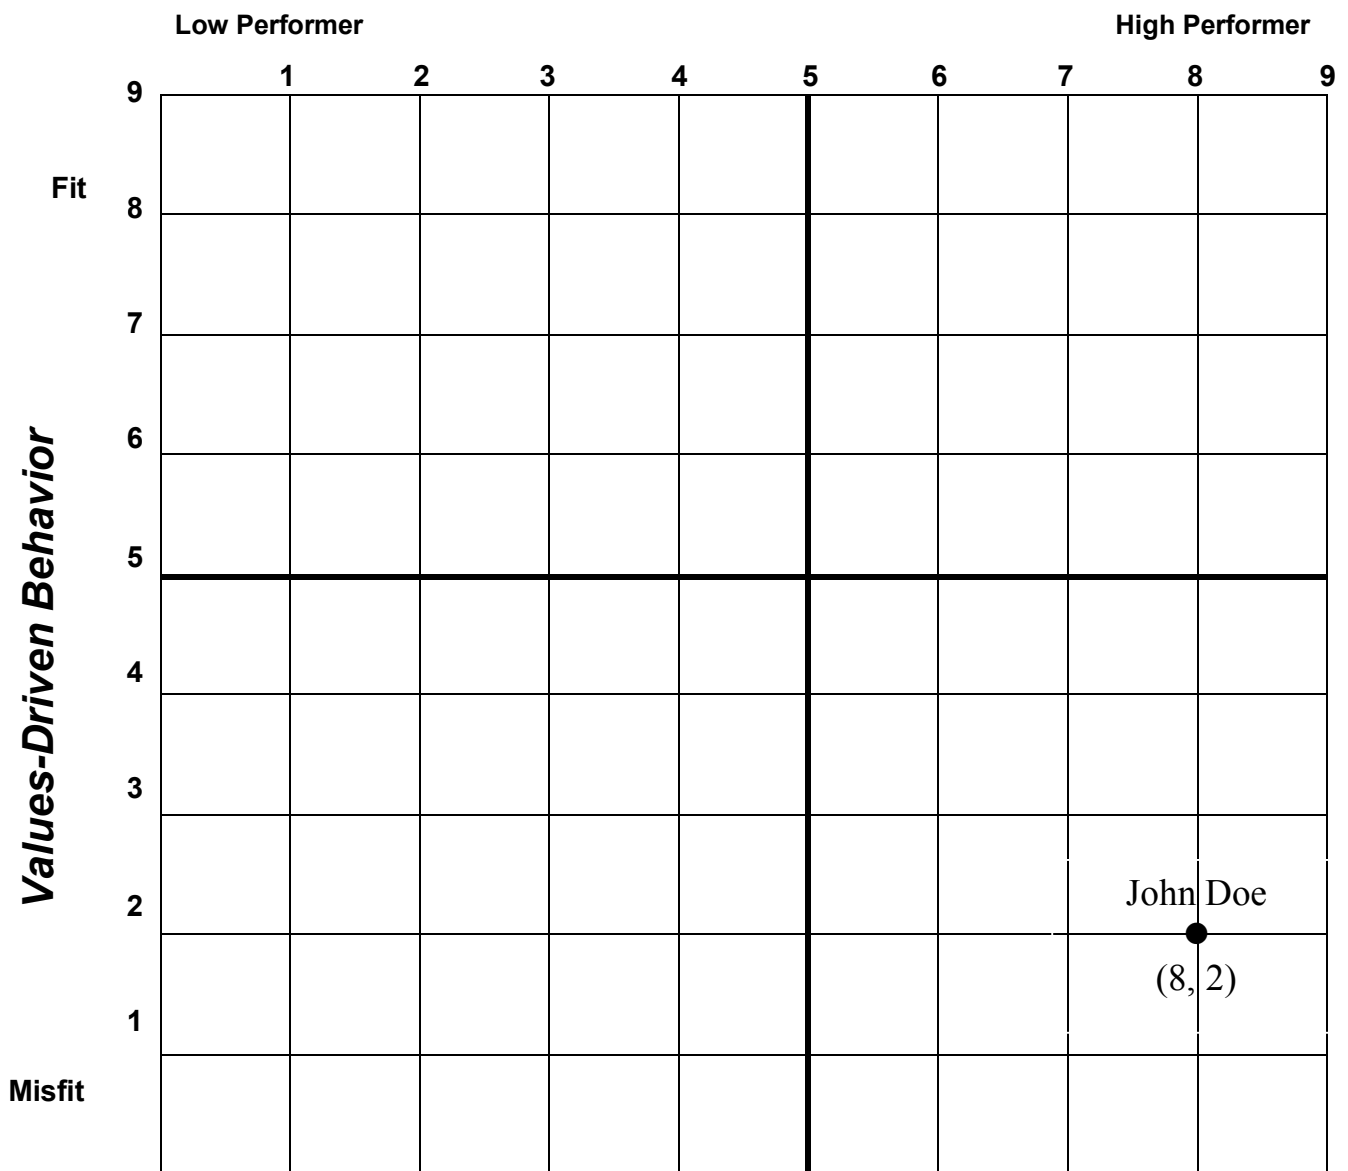 Low Performer High Performer
1 2 3 4 5 6 7 8 9
9
Fit
8
7
6
Values-Driven Behavior
5
4
3
2
John Doe
(8, 2)
1
Misfit